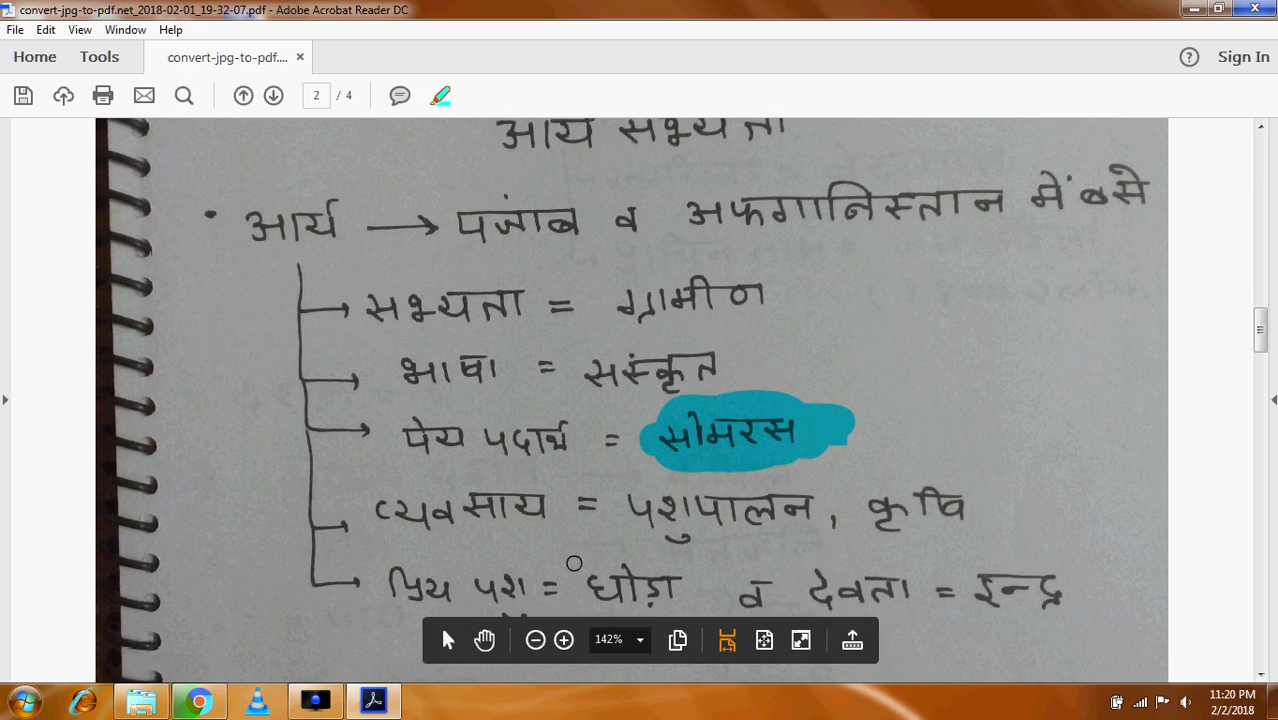 convert-jpg-to-pdf.net_2018-02-01_19-32-07.pdf - Adobe Acrobat Reader DC
File Edit View Window Help
Home Tools convert-jpg-to-pdf.... × ? Sign In
2 / 4
आर्य सभ्यता
• आर्य → पंजाब व अफगानिस्तान में बसे
→ सभ्यता = ग्रामीण
→ भाषा = संस्कृत
→ पेय पदार्थ = सोमरस
→ व्यवसाय = पशुपालन, कृषि
→ प्रिय पशु = घोड़ा व देवता = इन्द्र
142%
11:20 PM
2/2/2018